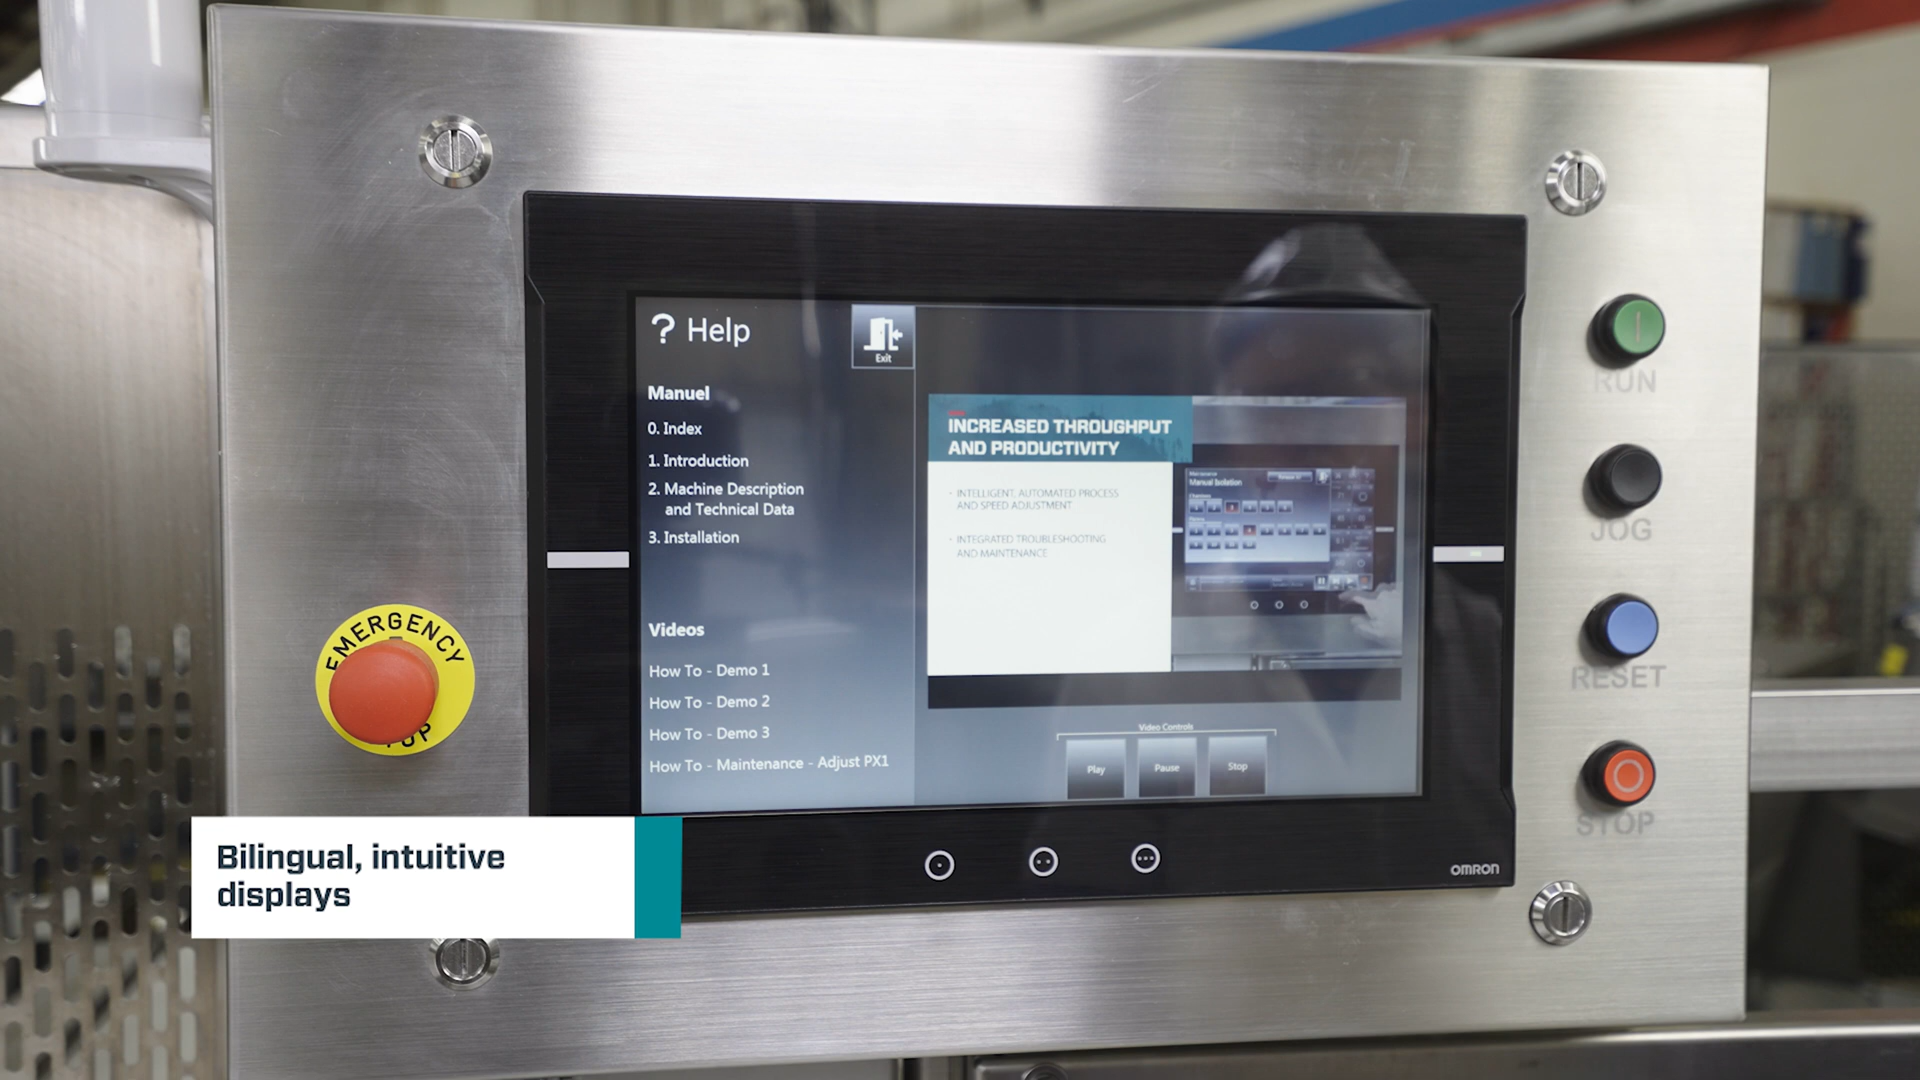 ? Help
Exit
Manuel
0. Index
1. Introduction
2. Machine Description
and Technical Data
3. Installation
Videos
How To - Demo 1
How To - Demo 2
How To - Demo 3
How To - Maintenance - Adjust PX1
INCREASED THROUGHPUT
AND PRODUCTIVITY
· INTELLIGENT, AUTOMATED PROCESS
AND SPEED ADJUSTMENT
· INTEGRATED TROUBLESHOOTING
AND MAINTENANCE
Manual Isolation
Video Controls
Play
Pause
Stop
OMRON
RUN
JOG
RESET
STOP
EMERGENCY
Bilingual, intuitive
displays